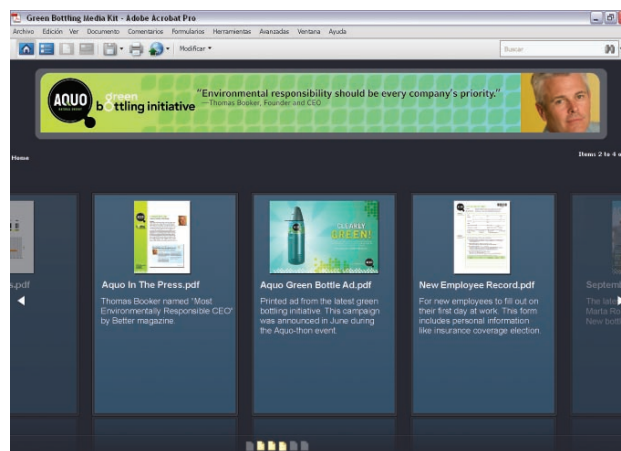 Green Bottling Media Kit - Adobe Acrobat Pro
Archivo Edición Ver Documento Comentarios Formularios Herramientas Avanzadas Ventana Ayuda
Modificar
Buscar
AQUO
green
bottling initiative
"Environmental responsibility should be every company's priority."
—Thomas Booker, Founder and CEO
Home
Items 2 to 4 o
CLEARLY
GREEN!
s.pdf
Aquo In The Press.pdf
Thomas Booker named "Most
Environmentally Responsible CEO"
by Better magazine.
Aquo Green Bottle Ad.pdf
Printed ad from the latest green
bottling initiative. This campaign
was announced in June during
the Aquo-thon event.
New Employee Record.pdf
For new employees to fill out on
their first day at work. This form
includes personal information
like insurance coverage election.
Septem
The late
Marta Ro
New bott